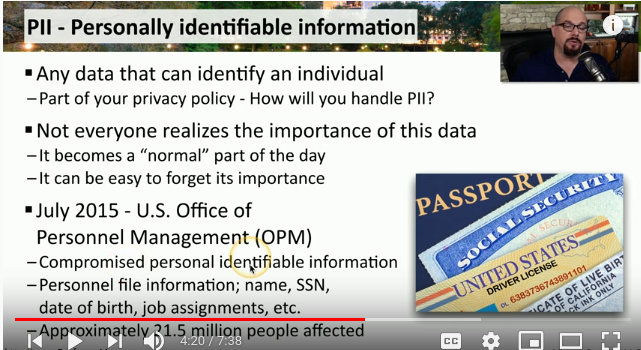 PII - Personally identifiable information
▪ Any data that can identify an individual
– Part of your privacy policy - How will you handle PII?
▪ Not everyone realizes the importance of this data
– It becomes a “normal” part of the day
– It can be easy to forget its importance
▪ July 2015 - U.S. Office of
Personnel Management (OPM)
– Compromised personal identifiable information
– Personnel file information; name, SSN,
date of birth, job assignments, etc.
– Approximately 21.5 million people affected
PASSPORT
SOCIAL SECURITY
UNITED STATES
DRIVER LICENSE
DL 6383736743891101
CATE OF LIVE BIRT
OF CALIFORNIA
CK INK ONLY
4:20 / 7:38
CC
i